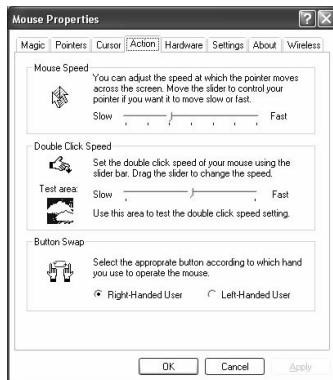 Mouse Properties
Magic Pointers Cursor Action Hardware Settings About Wireless
Mouse Speed
You can adjust the speed at which the pointer moves
across the screen. Move the slider to control your
pointer if you want it to move slow or fast.
Slow Fast
Double Click
Speed
Set the double click speed of your mouse using the
slider bar. Drag the slider to change the speed.
Test area:
Slow Fast
Use this area to test the double click speed setting.
Button Swap
Select the approprate button according to which hand
you use to operate the mouse.
Right-Handed User Left-Handed User
OK Cancel Apply